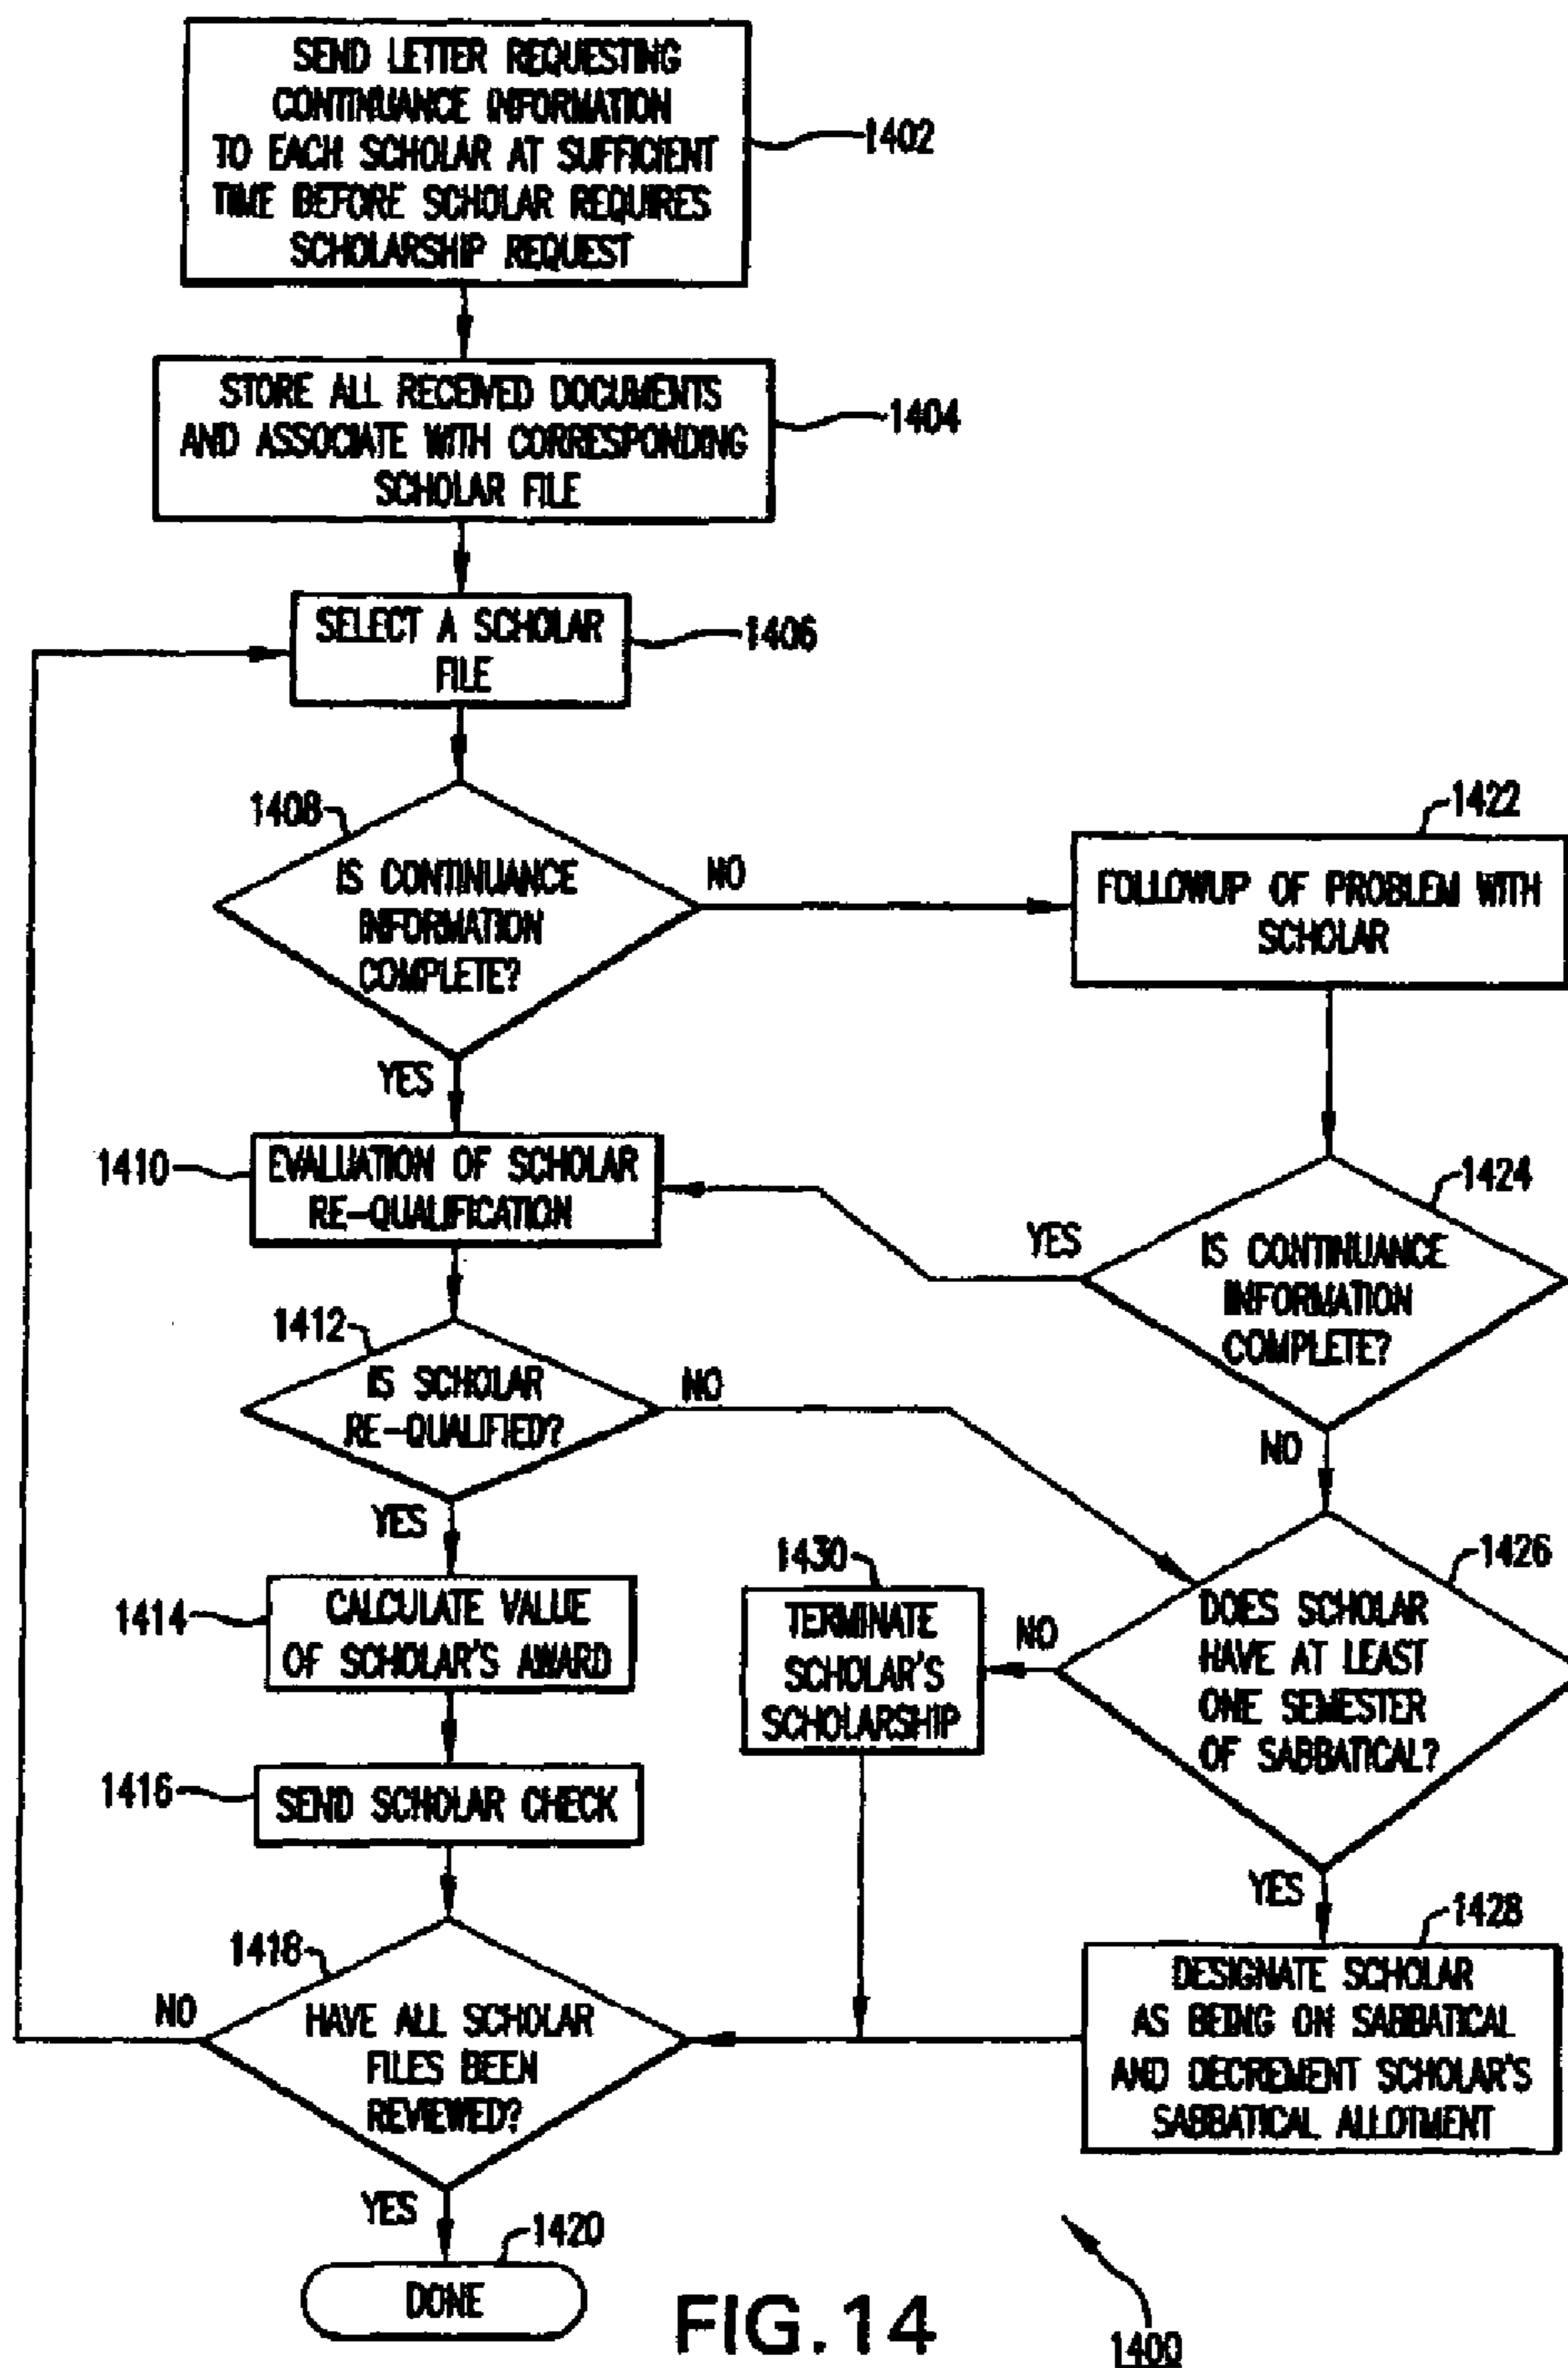 SEND LETTER REQUESTING
CONTINUANCE INFORMATION
TO EACH SCHOLAR AT SUFFICIENT
TIME BEFORE SCHOLAR REQUIRES
SCHOLARSHIP REQUEST
1402
STORE ALL RECEIVED DOCUMENTS
AND ASSOCIATE WITH CORRESPONDING
SCHOLAR FILE
1404
SELECT A SCHOLAR
FILE
1406
1408
IS CONTINUANCE
INFORMATION
COMPLETE?
NO
YES
1422
FOLLOWUP OF PROBLEM WITH
SCHOLAR
1410
EVALUATION OF SCHOLAR
RE-QUALIFICATION
1424
IS CONTINUANCE
INFORMATION
COMPLETE?
YES
NO
1412
IS SCHOLAR
RE-QUALIFIED?
NO
YES
1414
CALCULATE VALUE
OF SCHOLAR'S AWARD
1430
TERMINATE
SCHOLAR'S
SCHOLARSHIP
NO
1426
DOES SCHOLAR
HAVE AT LEAST
ONE SEMESTER
OF SABBATICAL?
YES
1416
SEND SCHOLAR CHECK
1418
HAVE ALL SCHOLAR
FILES BEEN
REVIEWED?
NO
YES
1428
DESIGNATE SCHOLAR
AS BEING ON SABBATICAL
AND DECREMENT SCHOLAR'S
SABBATICAL ALLOTMENT
1420
DONE
FIG.14
1400